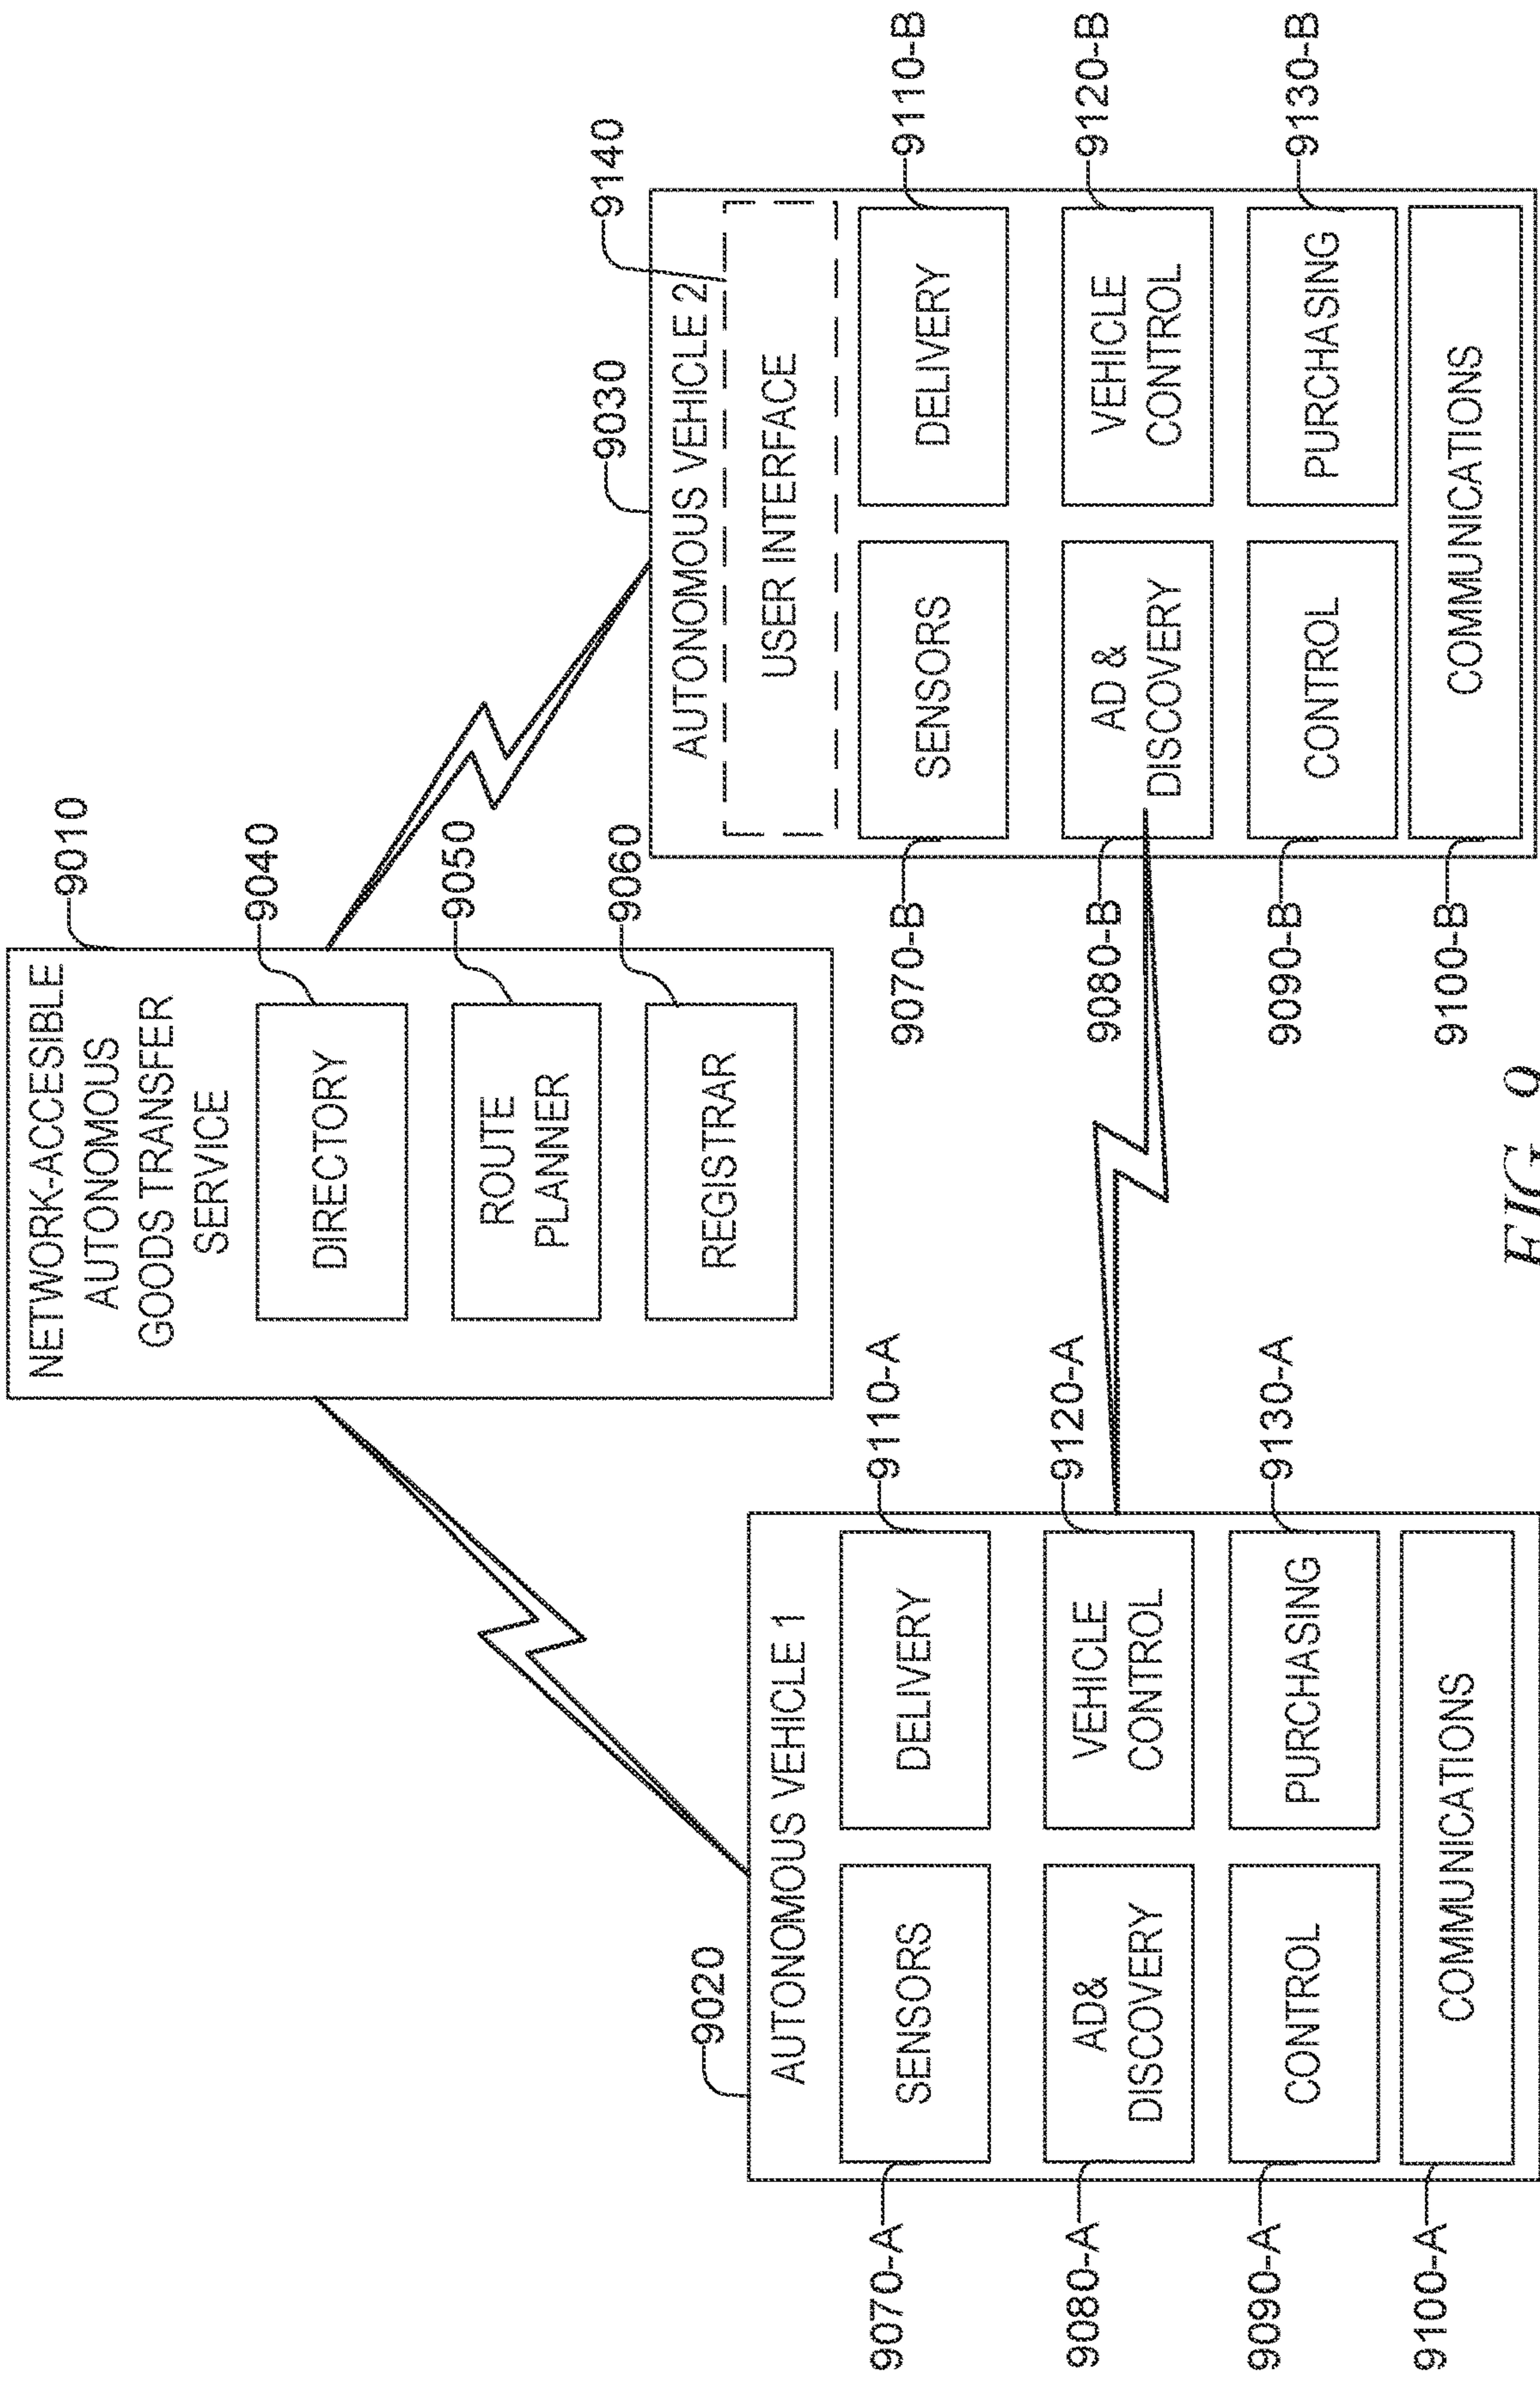 9010
NETWORK-ACCESIBLE
AUTONOMOUS
GOODS TRANSFER
SERVICE
9040
DIRECTORY
9050
ROUTE
PLANNER
9060
REGISTRAR
9020
AUTONOMOUS VEHICLE 1
9070-A
SENSORS
DELIVERY
9110-A
9080-A
AD&
DISCOVERY
VEHICLE
CONTROL
9120-A
9090-A
CONTROL
PURCHASING
9130-A
9100-A
COMMUNICATIONS
9030
AUTONOMOUS VEHICLE 2
9140
USER INTERFACE
9070-B
SENSORS
DELIVERY
9110-B
9080-B
AD &
DISCOVERY
VEHICLE
CONTROL
9120-B
9090-B
CONTROL
PURCHASING
9130-B
9100-B
COMMUNICATIONS
FIG. 9